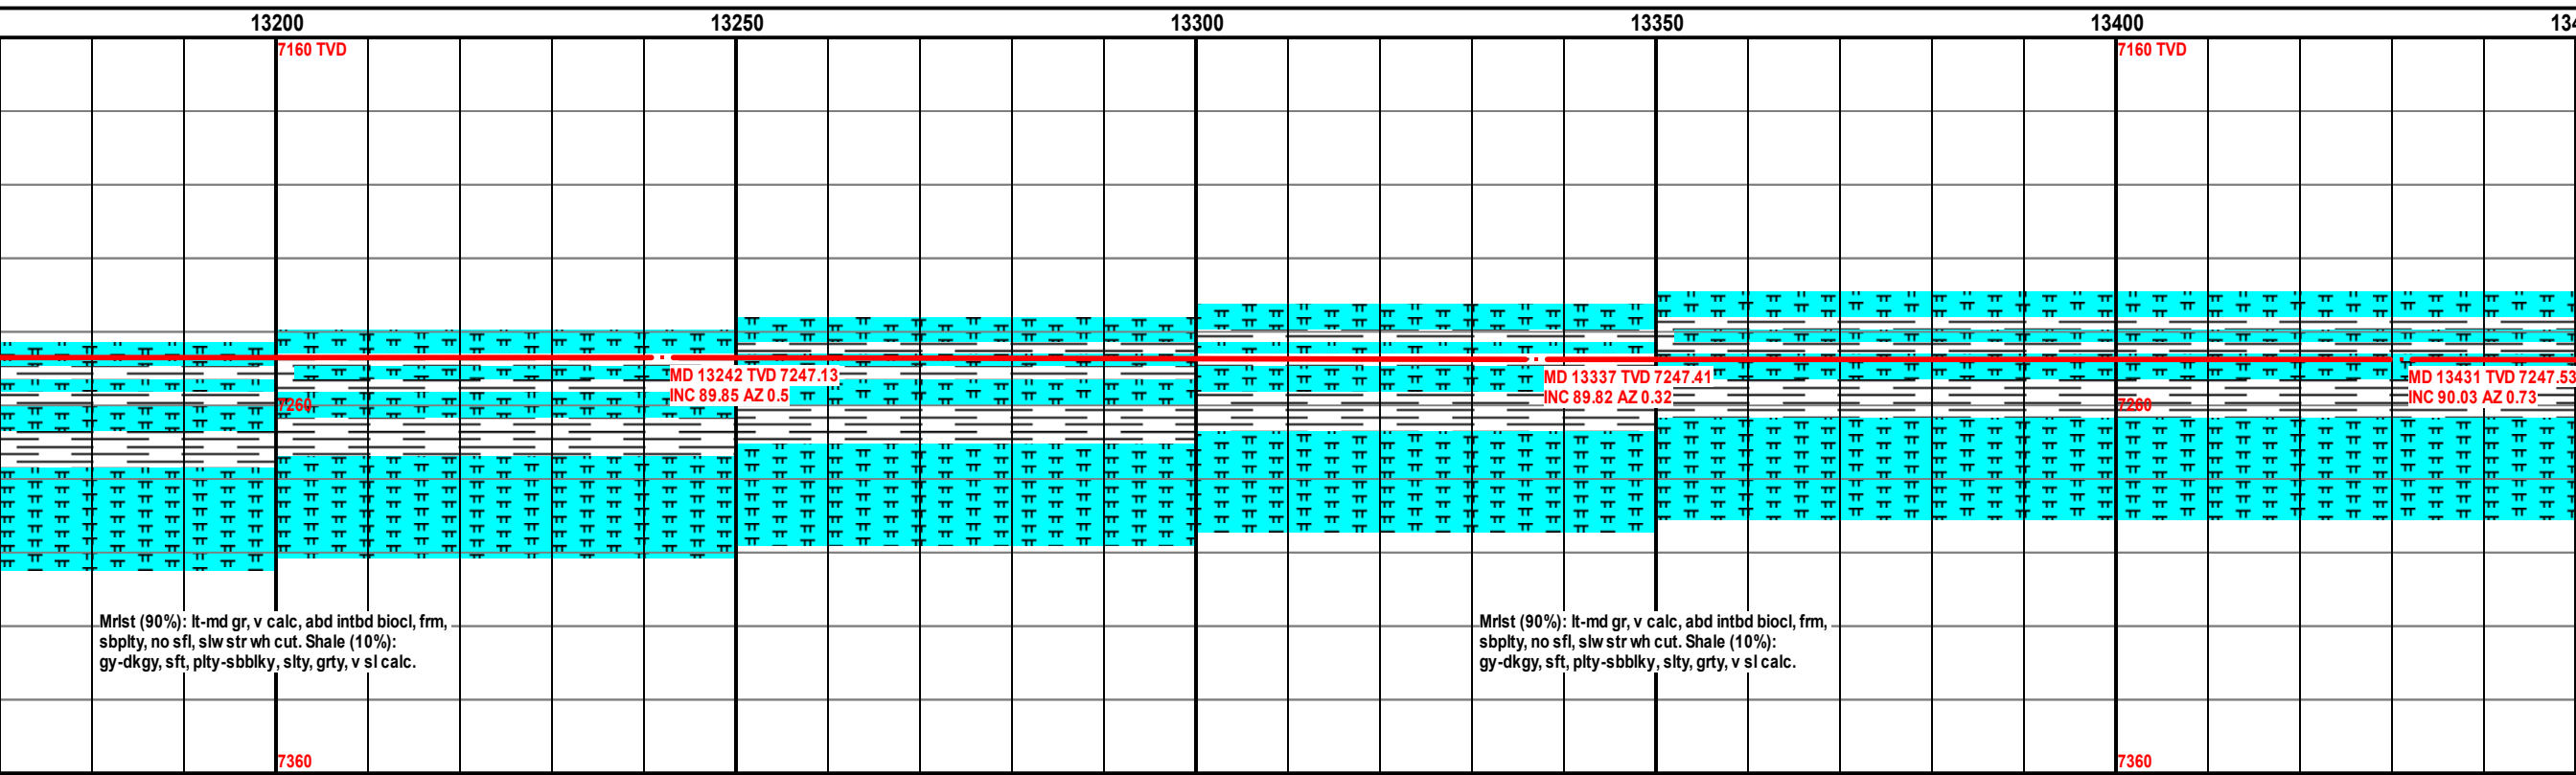 13200 13250 13300 13350 13400 134
7160 TVD 7160 TVD
MD 13242 TVD 7247.13
INC 89.85 AZ 0.5
MD 13337 TVD 7247.41
INC 89.82 AZ 0.32
MD 13431 TVD 7247.53
INC 90.03 AZ 0.73
7260 7260
Mrlst (90%): lt-md gr, v calc, abd intbd biocl, frm,
sbplty, no sfl, slw str wh cut. Shale (10%):
gy-dkgy, sft, plty-sbblky, slty, grty, v sl calc.
Mrlst (90%): lt-md gr, v calc, abd intbd biocl, frm,
sbplty, no sfl, slw str wh cut. Shale (10%):
gy-dkgy, sft, plty-sbblky, slty, grty, v sl calc.
7360 7360